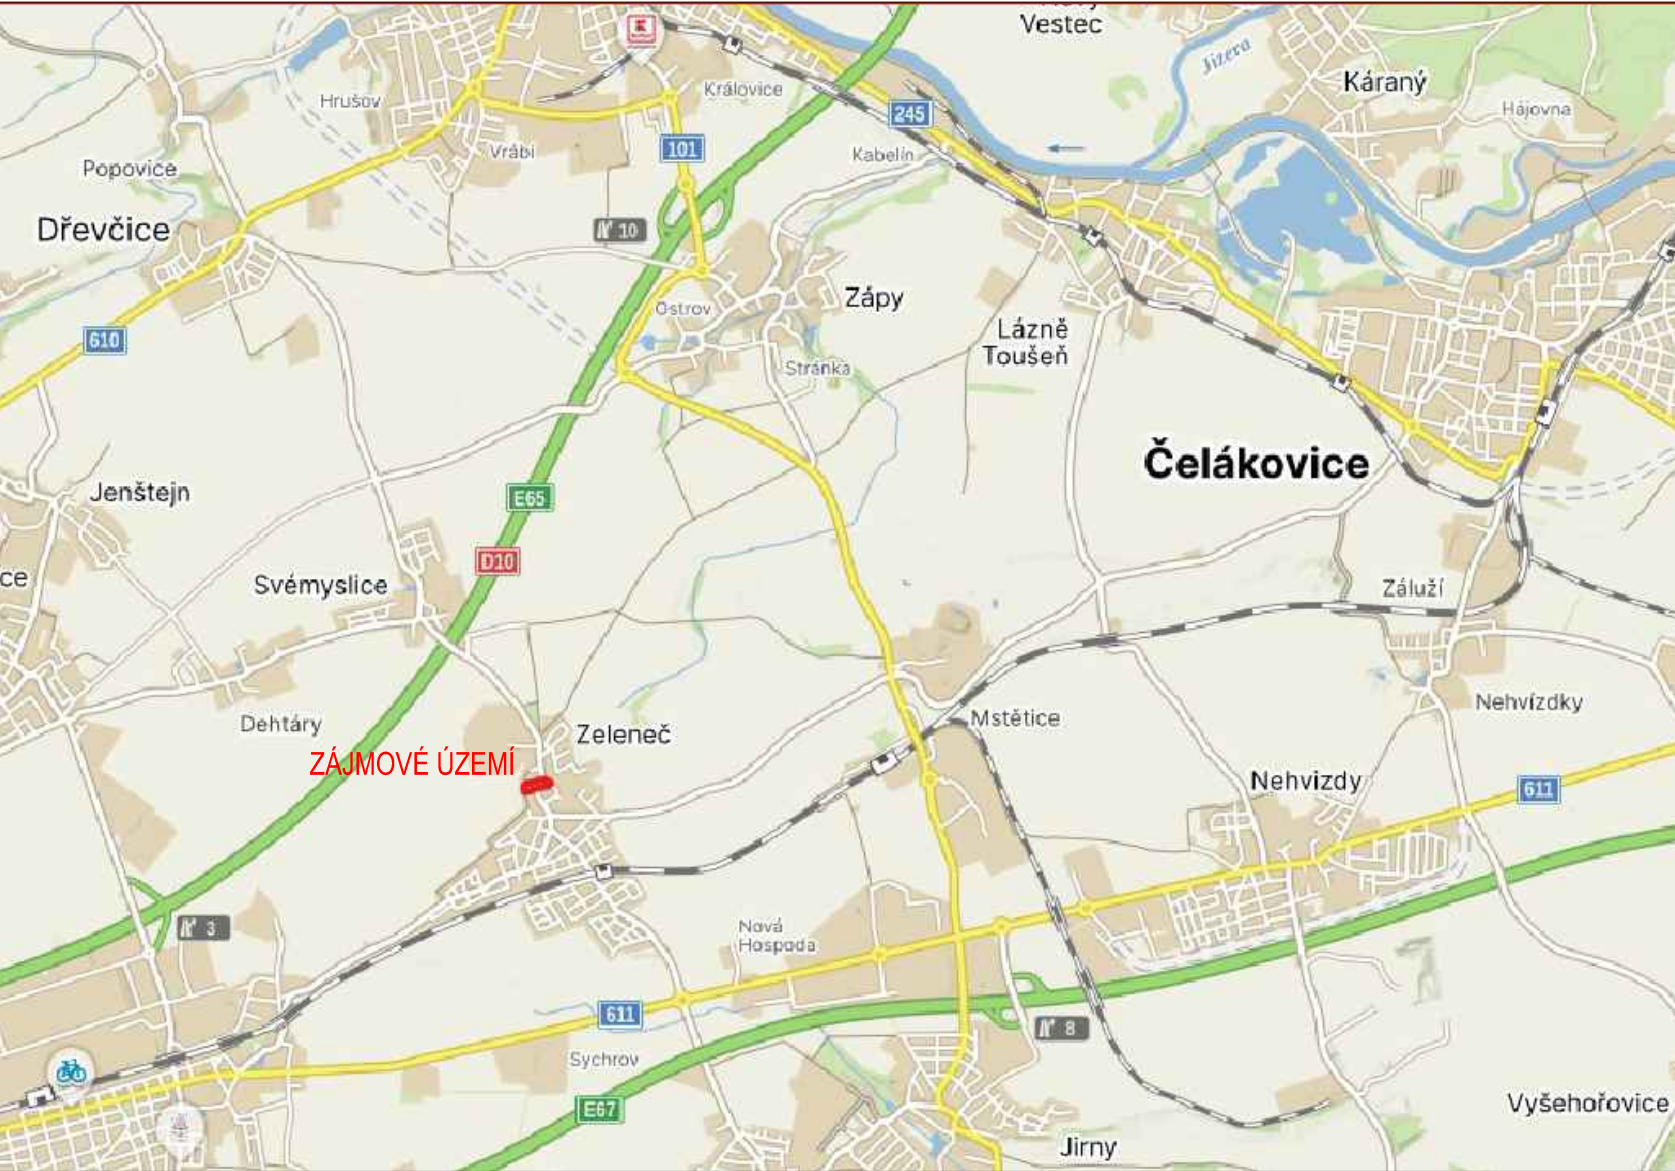 Vestec
Jizera
Káraný
Hájovna
Královice
Hrušov
245
101
Vrábí
Kabelín
Popovice
Dřevčice
10
Ostrov
Zápy
Lázně
Toušeň
610
Stránka
Čelákovice
Jenštejn
E65
D10
ce
Svémyslice
Záluží
Nehvízdky
Dehtáry
Zeleneč
Mstětice
ZÁJMOVÉ ÚZEMÍ
Nehvizdy
611
3
Nová
Hospoda
611
8
Sychrov
E67
Vyšehořovice
Jirny